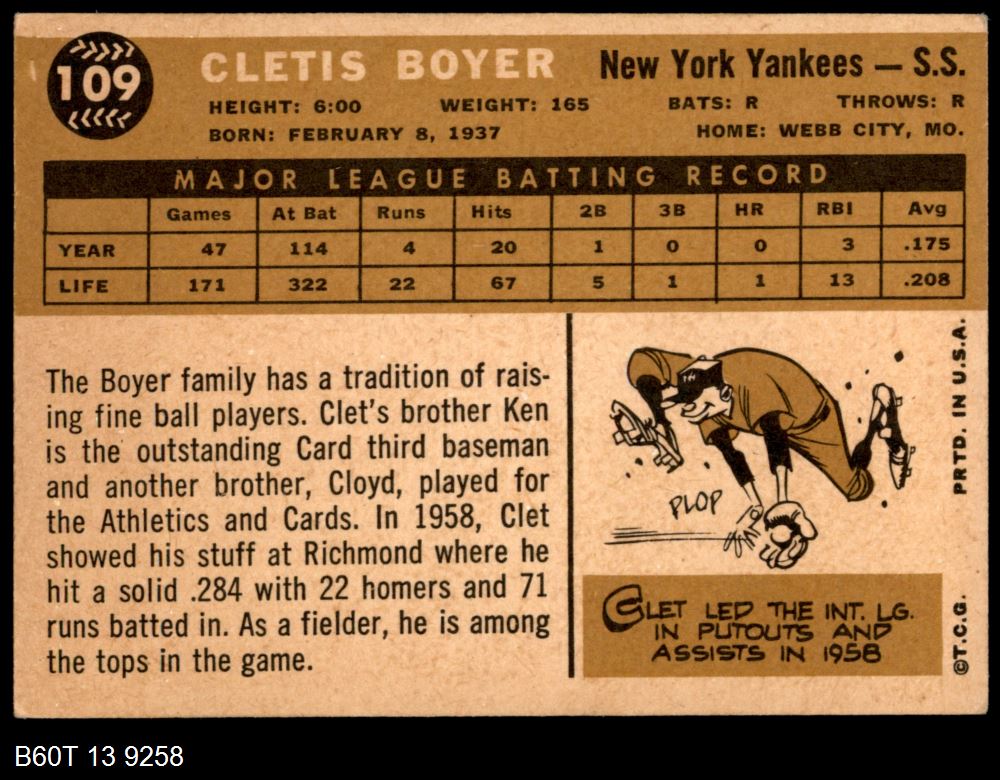 109
CLETIS BOYER New York Yankees — S.S.
HEIGHT: 6:00 WEIGHT: 165 BATS: R THROWS: R
BORN: FEBRUARY 8, 1937 HOME: WEBB CITY, MO.
MAJOR LEAGUE BATTING RECORD
Games At Bat Runs Hits 2B 3B HR RBI Avg
YEAR 47 114 4 20 1 0 0 3 .175
LIFE 171 322 22 67 5 1 1 13 .208
The Boyer family has a tradition of rais-
ing fine ball players. Clet's brother Ken
is the outstanding Card third baseman
and another brother, Cloyd, played for
the Athletics and Cards. In 1958, Clet
showed his stuff at Richmond where he
hit a solid .284 with 22 homers and 71
runs batted in. As a fielder, he is among
the tops in the game.
PLOP
CLET LED THE INT. LG.
IN PUTOUTS AND
ASSISTS IN 1958
©T.C.G. PRTD. IN U.S.A.
B60T 13 9258